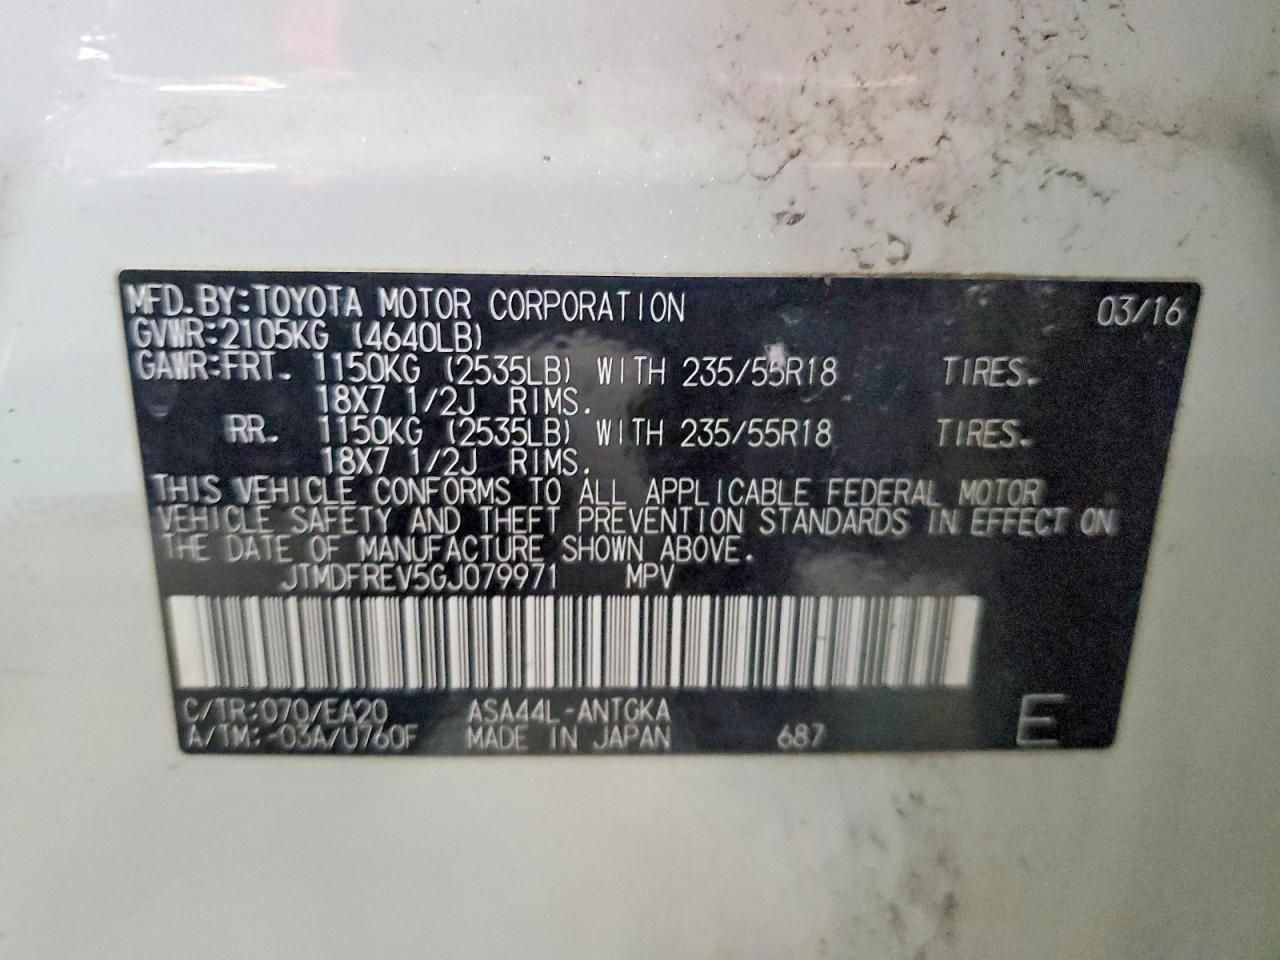 MFD.BY:TOYOTA MOTOR CORPORATION 03/16
GVWR:2105KG (4640LB)
GAWR:FRT. 1150KG (2535LB) WITH 235/55R18 TIRES.
18X7 1/2J RIMS.
RR. 1150KG (2535LB) WITH 235/55R18 TIRES.
18X7 1/2J RIMS.
THIS VEHICLE CONFORMS TO ALL APPLICABLE FEDERAL MOTOR
VEHICLE SAFETY AND THEFT PREVENTION STANDARDS IN EFFECT ON
THE DATE OF MANUFACTURE SHOWN ABOVE.
JTMDFREV5GJ079971 MPV
C/TR:070/EA20 ASA44L-ANTGKA
A/TM:-03A/U760F MADE IN JAPAN 687 E